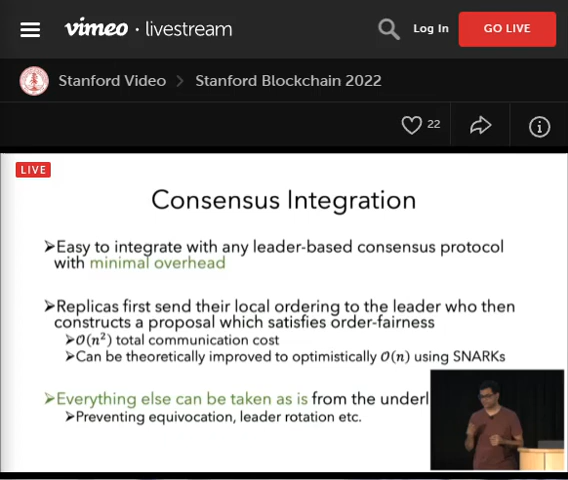 vimeo · livestream
Log In
GO LIVE
Stanford Video > Stanford Blockchain 2022
22
LIVE
Consensus Integration
➢Easy to integrate with any leader-based consensus protocol
with minimal overhead
➢Replicas first send their local ordering to the leader who then
constructs a proposal which satisfies order-fairness
➢O(n²) total communication cost
➢Can be theoretically improved to optimistically O(n) using SNARKs
➢Everything else can be taken as is from the
➢Preventing equivocation, leader rotation etc.